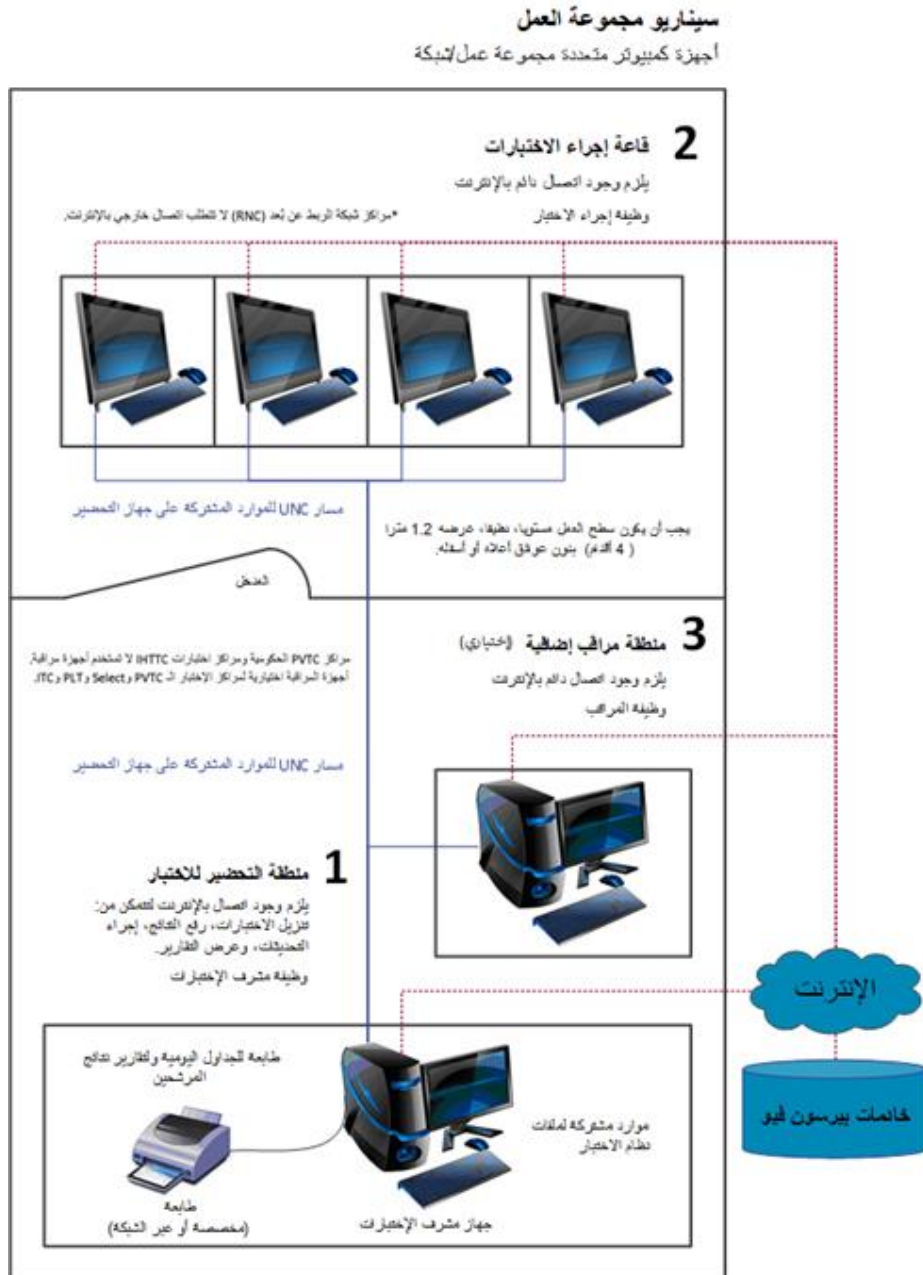 سيناريو مجموعة العمل
أجهزة كمبيوتر متعددة مجموعة عمل/شبكة
2
قاعة إجراء الاختبارات
يلزم وجود اتصال دائم بالإنترنت
وظيفة إجراء الاختبار
*مراكز شبكة الربط عن بُعد (RNC) لا تتطلب اتصال خارجي بالإنترنت.
مسار UNC للموارد المشتركة على جهاز التحضير
يجب أن يكون سطح العمل مستويا، نظيفا، عرضه 1.2 مترا
( 4 أقدام) بدون عوائق أعلاه أو أسفله.
المدخل
3
منطقة مراقب إضافية (إختياري)
يلزم وجود اتصال دائم بالإنترنت
وظيفة المراقب
مراكز PVTC الحكومية ومراكز اختبارات IHTTC لا تستخدم أجهزة مراقبة.
أجهزة المراقبة اختيارية لمراكز الإختبار الـ PVTC و Select و PLT و ITC.
مسار UNC للموارد المشتركة على جهاز التحضير
1
منطقة التحضير للاختبار
يلزم وجود اتصال بالإنترنت لتتمكن من:
تنزيل الاختبارات، رفع النتائج، إجراء
التحديثات، وعرض التقارير.
وظيفة مشرف الإختبارات
الإنترنت
خادمات بيرسون فيو
طابعة للجداول اليومية ولتقارير نتائج
المرشحين
موارد مشتركة لملفات
نظام الاختبار
طابعة
(مخصصة أو عبر الشبكة)
جهاز مشرف الإختبارات